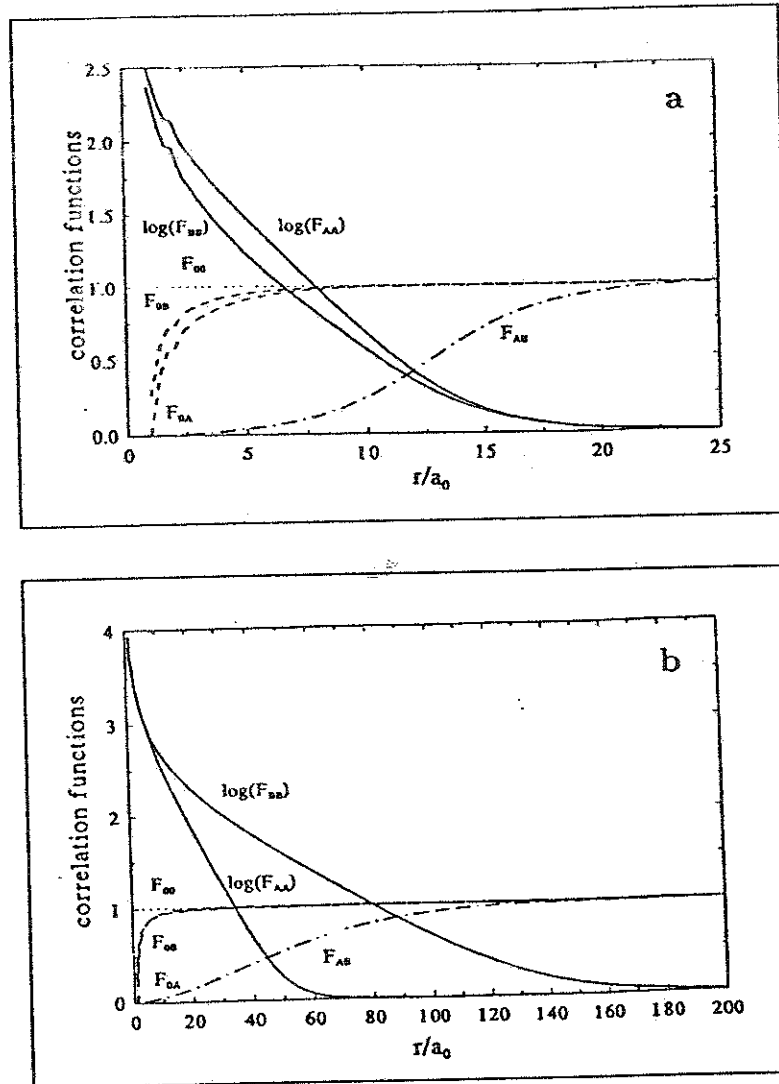 a
2.5
2.0
1.5
1.0
0.5
0.0
correlation functions
log(F_BB)
log(F_AA)
F_00
F_0B
F_0A
F_AB
0 5 10 15 20 25
r/a_0
b
4
3
2
1
0
correlation functions
log(F_BB)
log(F_AA)
F_00
F_0B
F_0A
F_AB
0 20 40 60 80 100 120 140 160 180 200
r/a_0